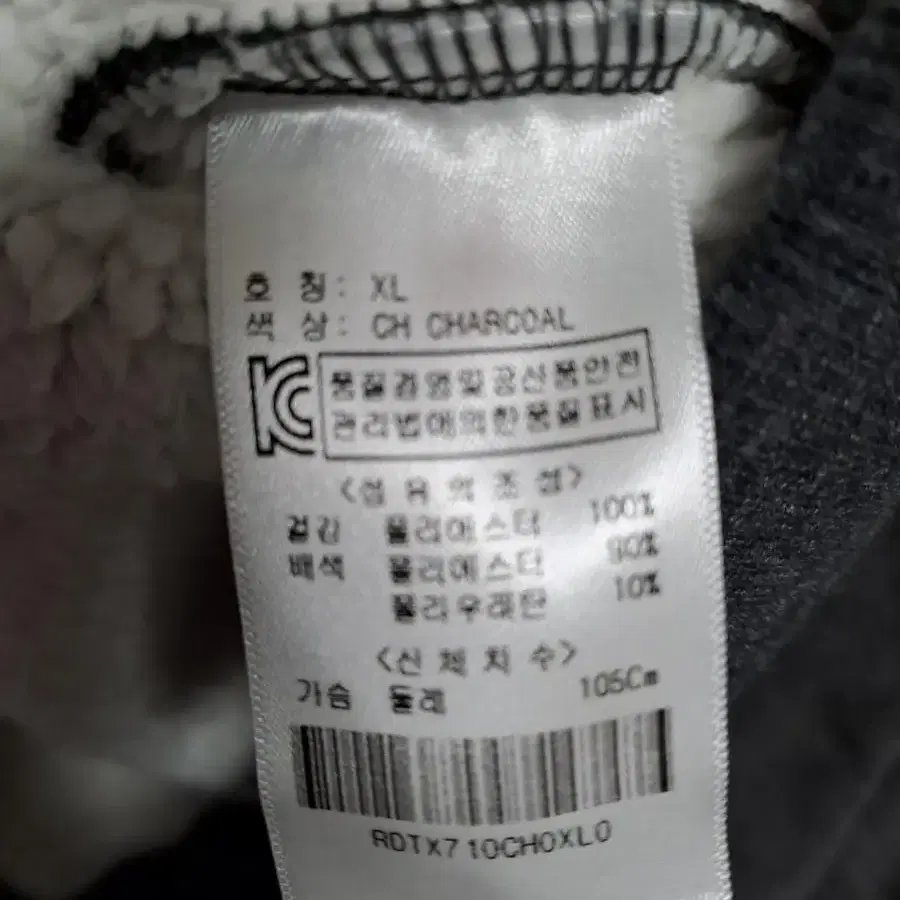 호 칭: XL
색 상: CH CHARCOAL
KC
품질경영및공산품안전
관리법에의한품질표시
<섬 유 의 조 성>
겉감 폴리에스터 100%
배색 폴리에스터 90%
폴리우레탄 10%
<신 체 치 수>
가슴 둘레 105Cm
RDTX710CH0XL0